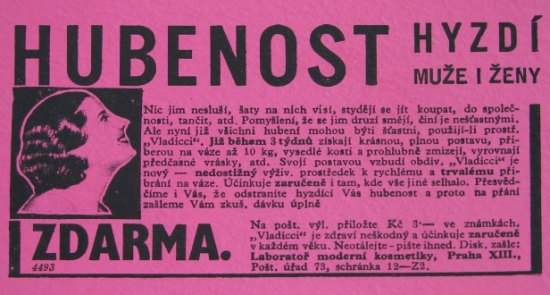 HUBENOST HYZDÍ
MUŽE I ŽENY
Nic jim nesluší, šaty na nich visí, stydějí se jít koupat, do společ-
nosti, tančit, atd. Pomyšlení, že se jim druzí smějí, činí je nešťastnými.
Ale nyní již všichni hubení mohou býti šťastni, použijí-li prostř.
„Vladicci". Již během 3 týdnů získají krásnou, plnou postavu, při-
berou na váze až 10 kg, vysedlé kosti a prohlubně zmizejí, vyrovnají
předčasné vrásky, atd. Svojí postavou vzbudí obdiv. „Vladicci" je
nový — nedostižný výživ. prostředek k rychlému a trvalému při-
brání na váze. Účinkuje zaručeně i tam, kde vše jiné selhalo. Přesvěd-
číme i Vás, že odstraníte hyzdící Vás hubenost a proto na přání
zašleme Vám zkuš. dávku úplně
ZDARMA.
Na pošt. výl. přiložte Kč 3·— ve známkách.
„Vladicci" je zdraví neškodný a účinkuje zaručeně
v každém věku. Neotálejte - pište ihned. Disk. zašle:
Laboratoř moderní kosmetiky, Praha XIII.,
Pošt. úřad 73, schránka 12—Z2.
4493